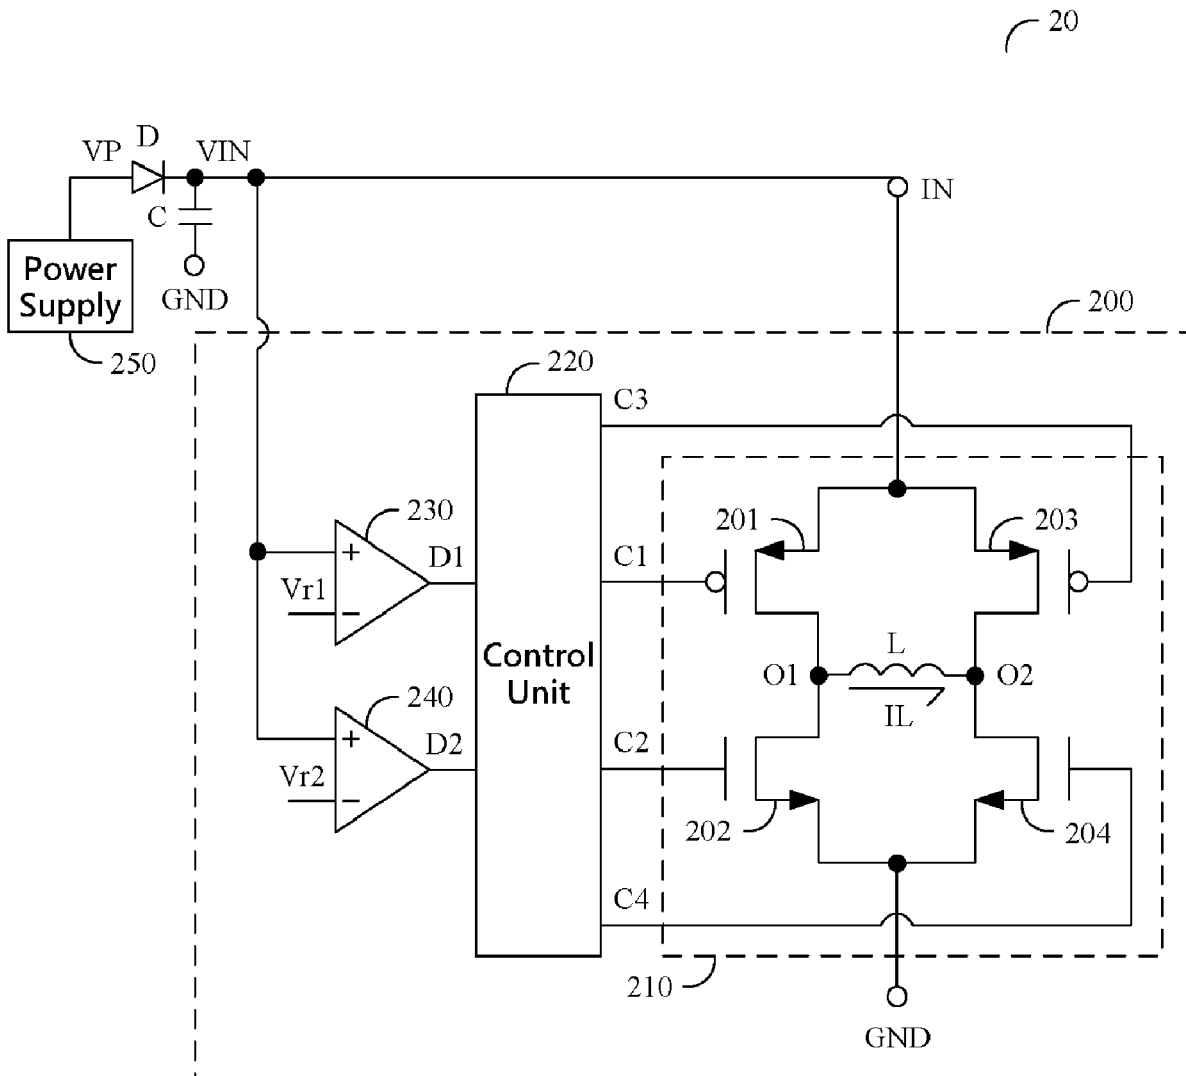 20
VP
D
VIN
IN
C
Power
Supply
GND
200
250
220
C3
230
201
203
+
D1
C1
Vr1
−
Control
Unit
L
O1
O2
240
IL
+
D2
C2
Vr2
−
202
204
C4
210
GND